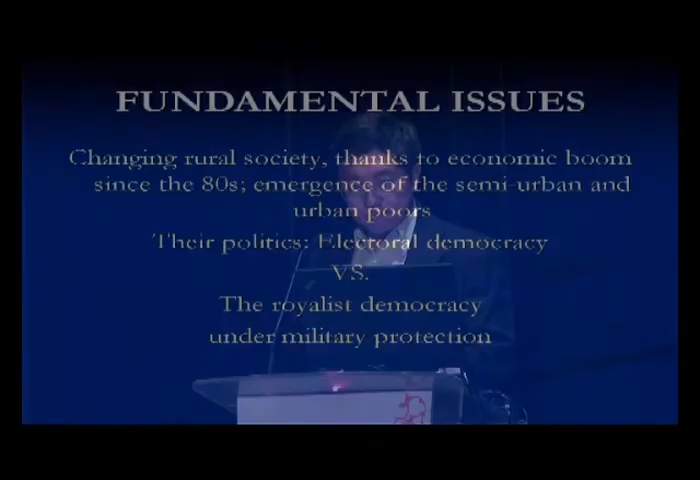 FUNDAMENTAL ISSUES
Changing rural society, thanks to economic boom
since the 80s; emergence of the semi-urban and
urban poors
Their politics: Electoral democracy
VS.
The royalist democracy
under military protection